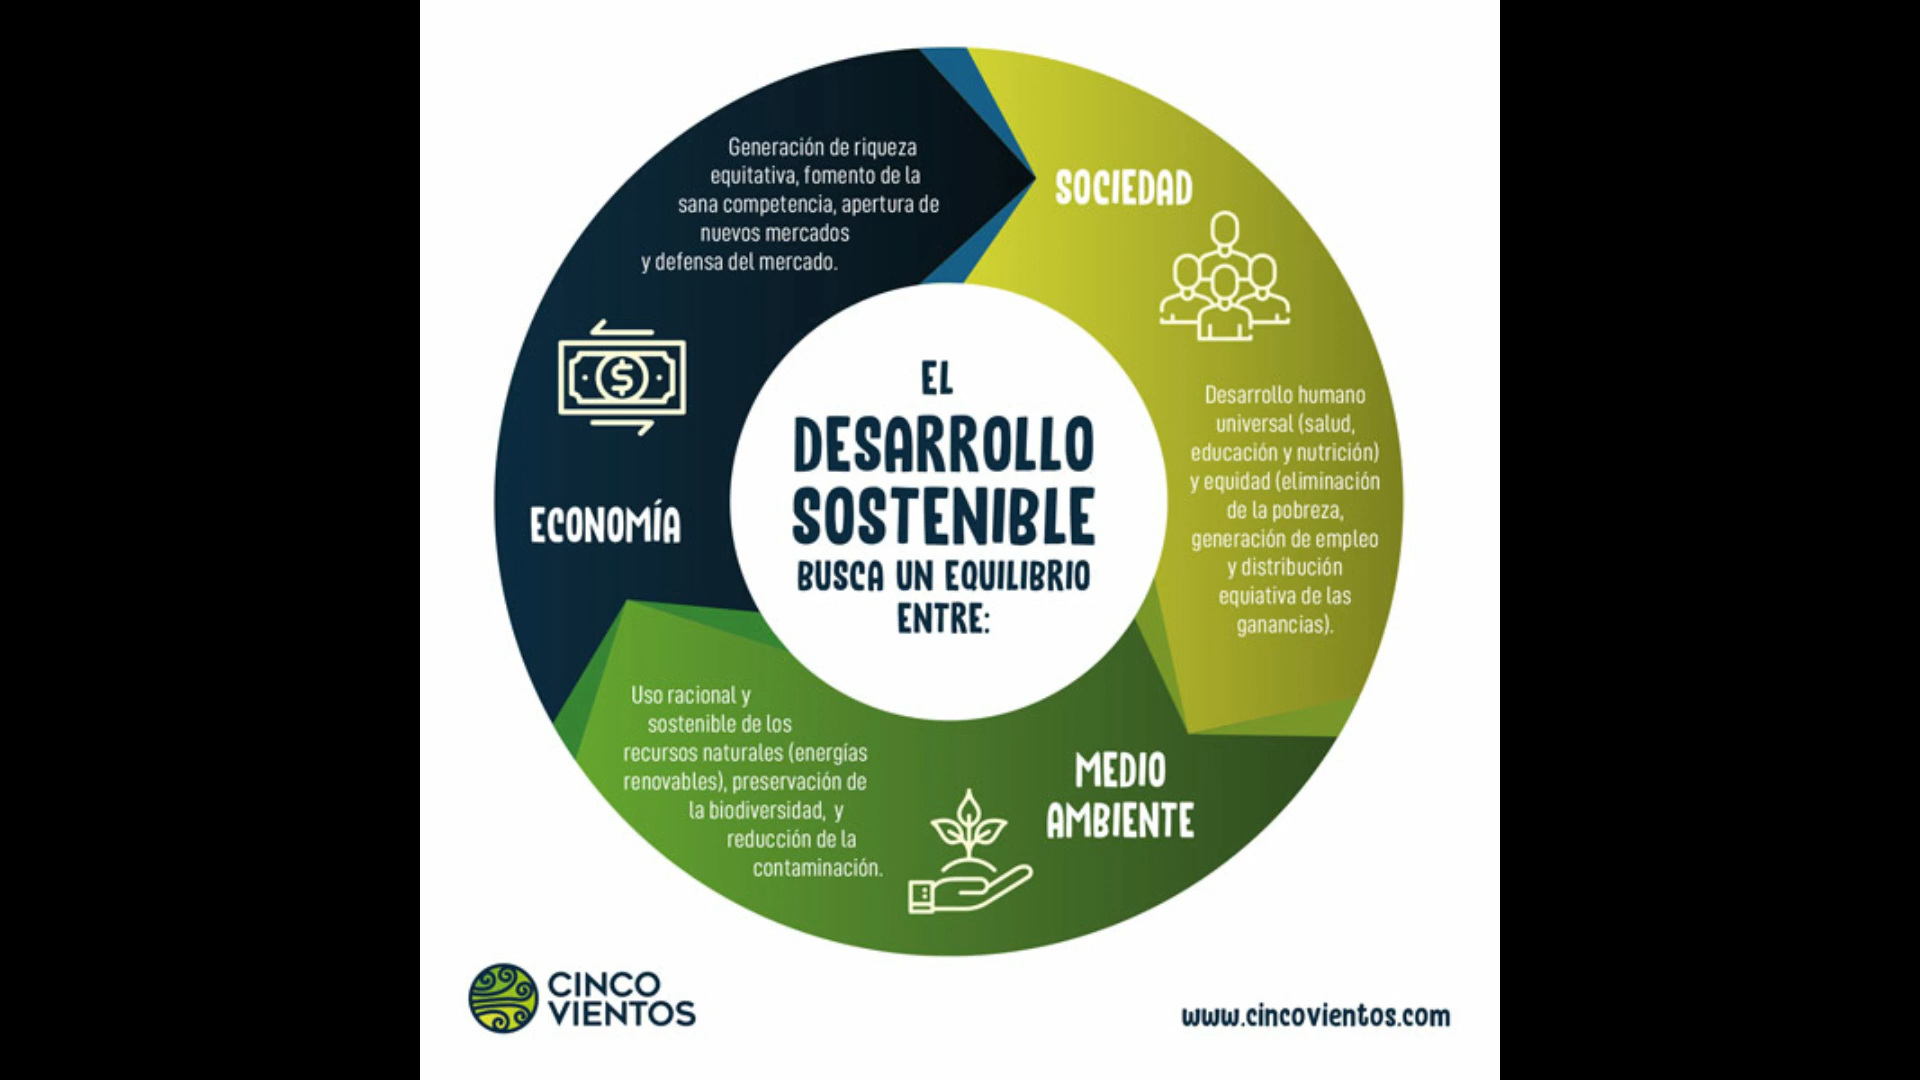 EL
DESARROLLO
SOSTENIBLE
BUSCA UN EQUILIBRIO
ENTRE:
SOCIEDAD
Desarrollo humano
universal (salud,
educación y nutrición)
y equidad (eliminación
de la pobreza,
generación de empleo
y distribución
equiativa de las
ganancias).
MEDIO
AMBIENTE
Uso racional y
sostenible de los
recursos naturales (energías
renovables), preservación de
la biodiversidad, y
reducción de la
contaminación.
ECONOMÍA
Generación de riqueza
equitativa, fomento de la
sana competencia, apertura de
nuevos mercados
y defensa del mercado.
$
CINCO
VIENTOS
www.cincovientos.com